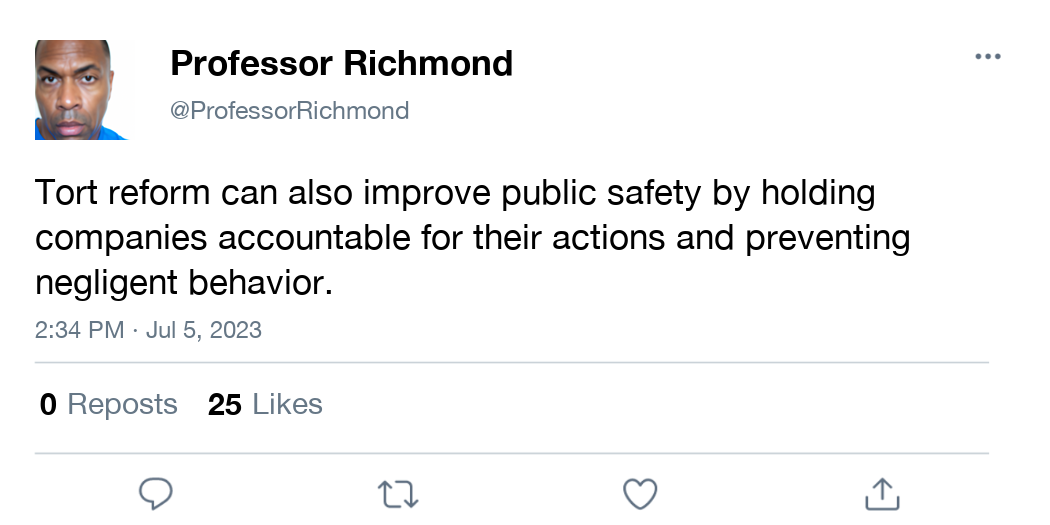 Professor Richmond
@ProfessorRichmond
Tort reform can also improve public safety by holding
companies accountable for their actions and preventing
negligent behavior.
2:34 PM · Jul 5, 2023
0 Reposts 25 Likes